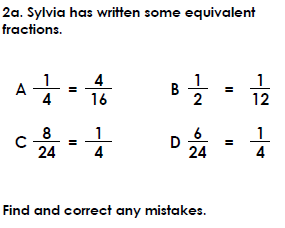 2a. Sylvia has written some equivalent
fractions.
A 1/4 = 4/16 B 1/2 = 1/12
C 8/24 = 1/4 D 6/24 = 1/4
Find and correct any mistakes.